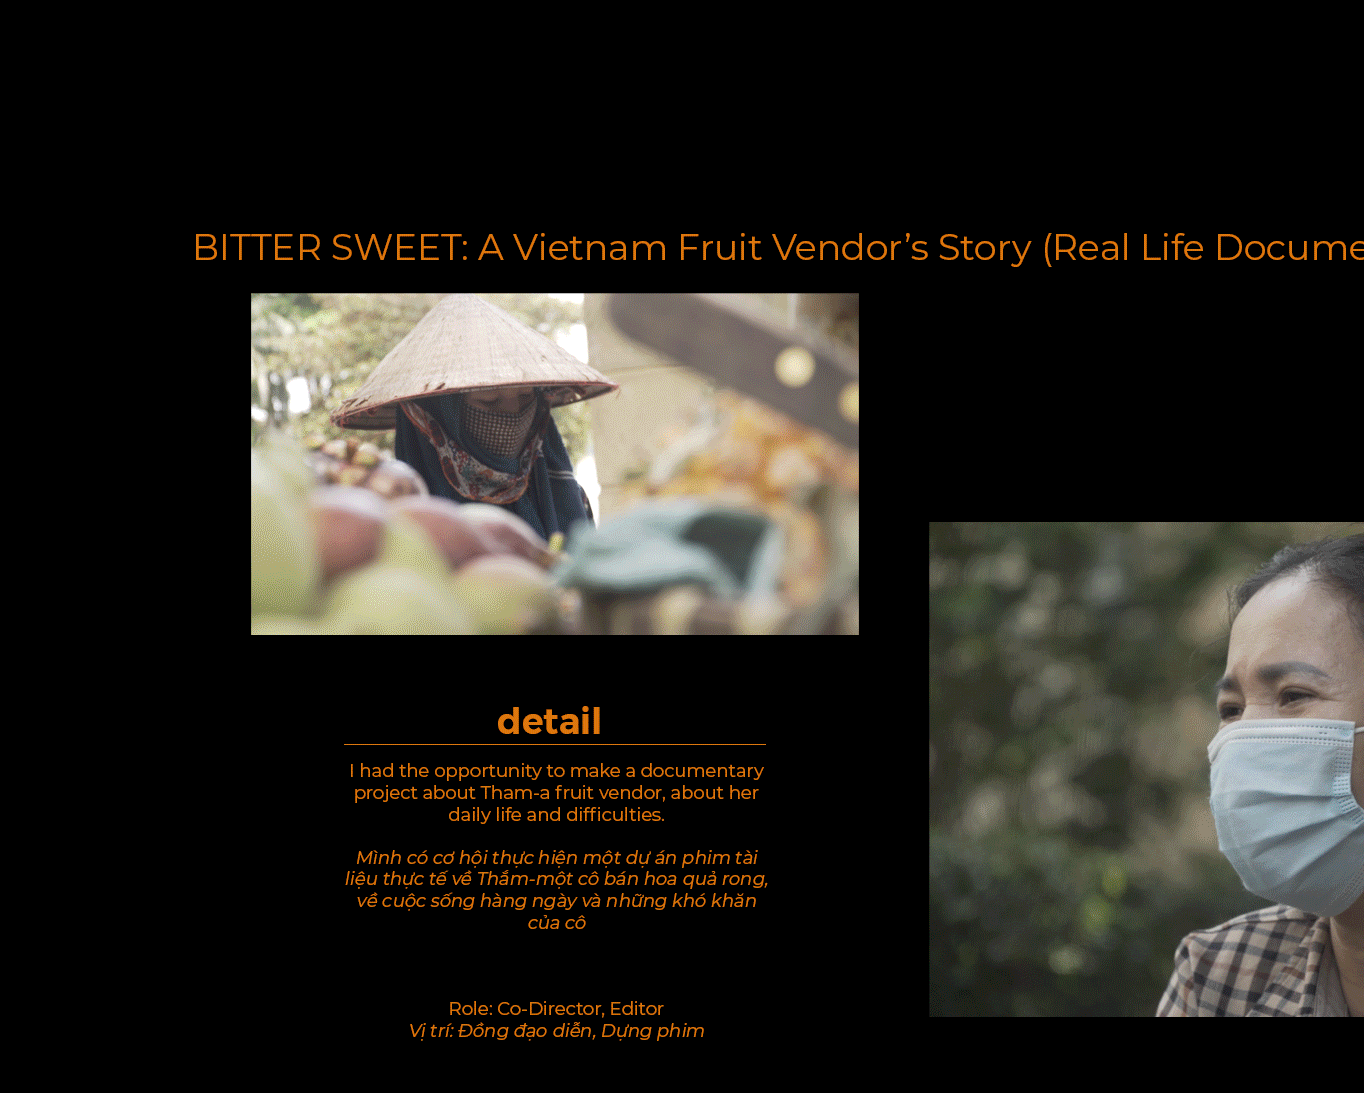 BITTER SWEET: A Vietnam Fruit Vendor’s Story (Real Life Docume
detail
I had the opportunity to make a documentary
project about Tham-a fruit vendor, about her
daily life and difficulties.
Mình có cơ hội thực hiện một dự án phim tài
liệu thực tế về Thắm-một cô bán hoa quả rong,
về cuộc sống hàng ngày và những khó khăn
của cô
Role: Co-Director, Editor
Vị trí: Đồng đạo diễn, Dựng phim